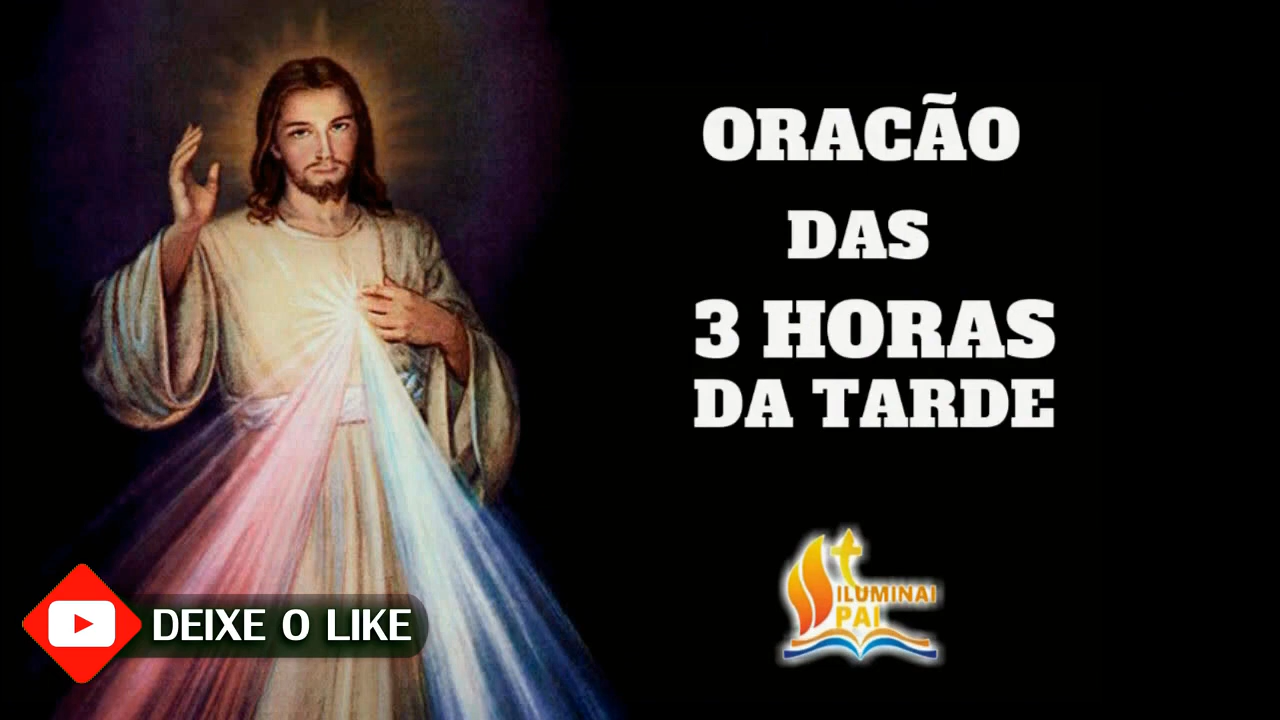 ORACÃO
DAS
3 HORAS
DA TARDE
ILUMINAI
PAI
DEIXE O LIKE